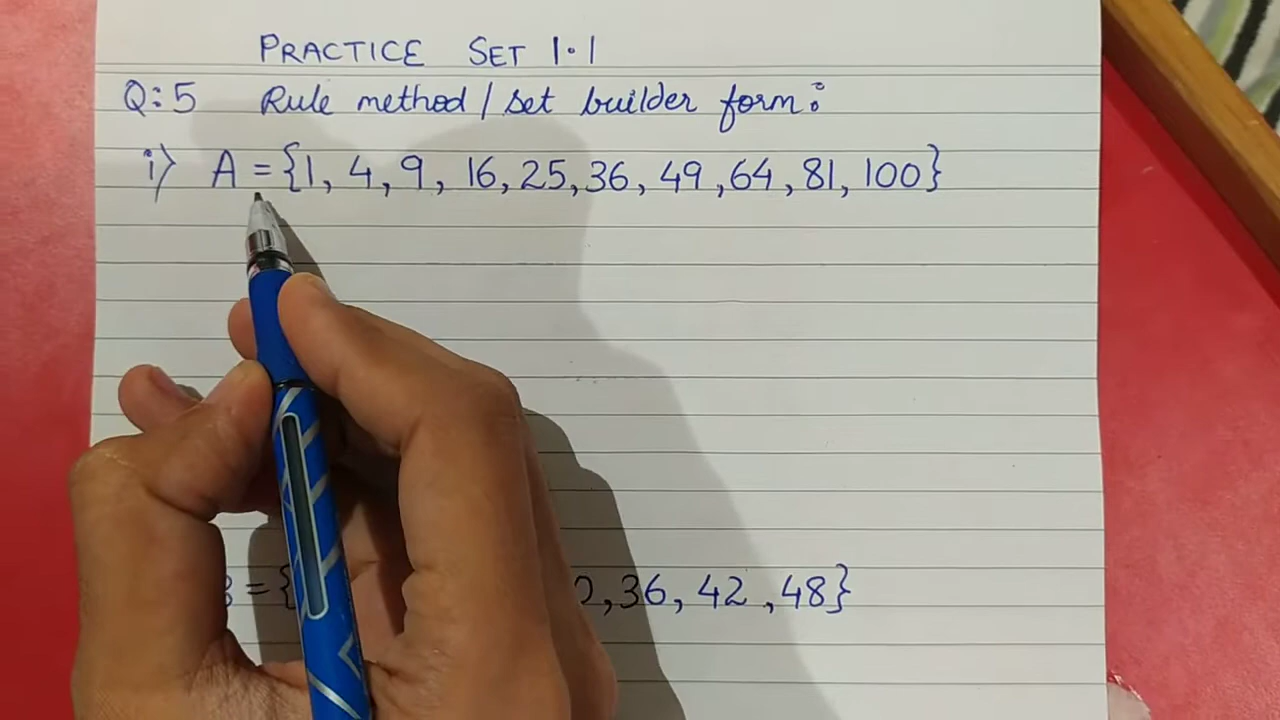 PRACTICE SET 1.1
Q:5 Rule method / set builder form:
i) A = {1, 4, 9, 16, 25, 36, 49, 64, 81, 100}
= { ,36, 42 ,48}